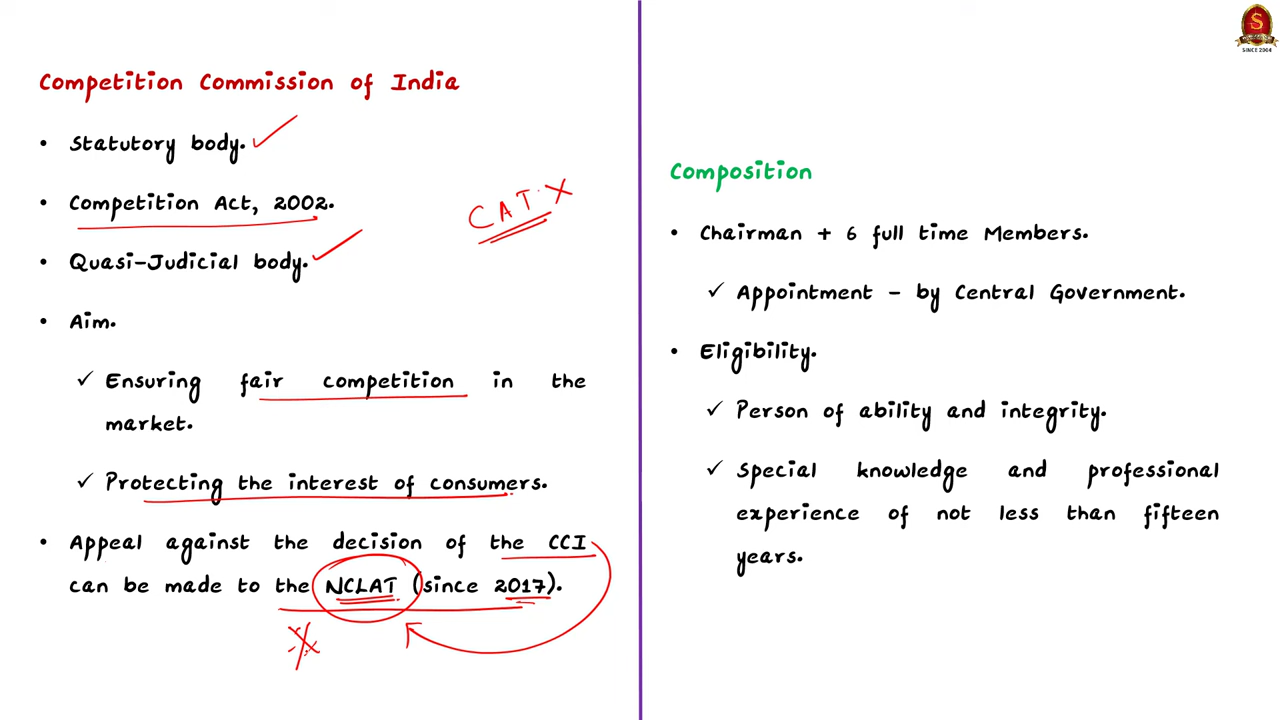 Competition Commission of India
• Statutory body.
• Competition Act, 2002.
CAT. X
• Quasi-Judicial body.
• Aim.
✓ Ensuring fair competition in the
market.
✓ Protecting the interest of consumers.
• Appeal against the decision of the CCI
can be made to the NCLAT (since 2017).
S
SINCE 2004
Composition
• Chairman + 6 full time Members.
✓ Appointment - by Central Government.
• Eligibility.
✓ Person of ability and integrity.
✓ Special knowledge and professional
experience of not less than fifteen
years.